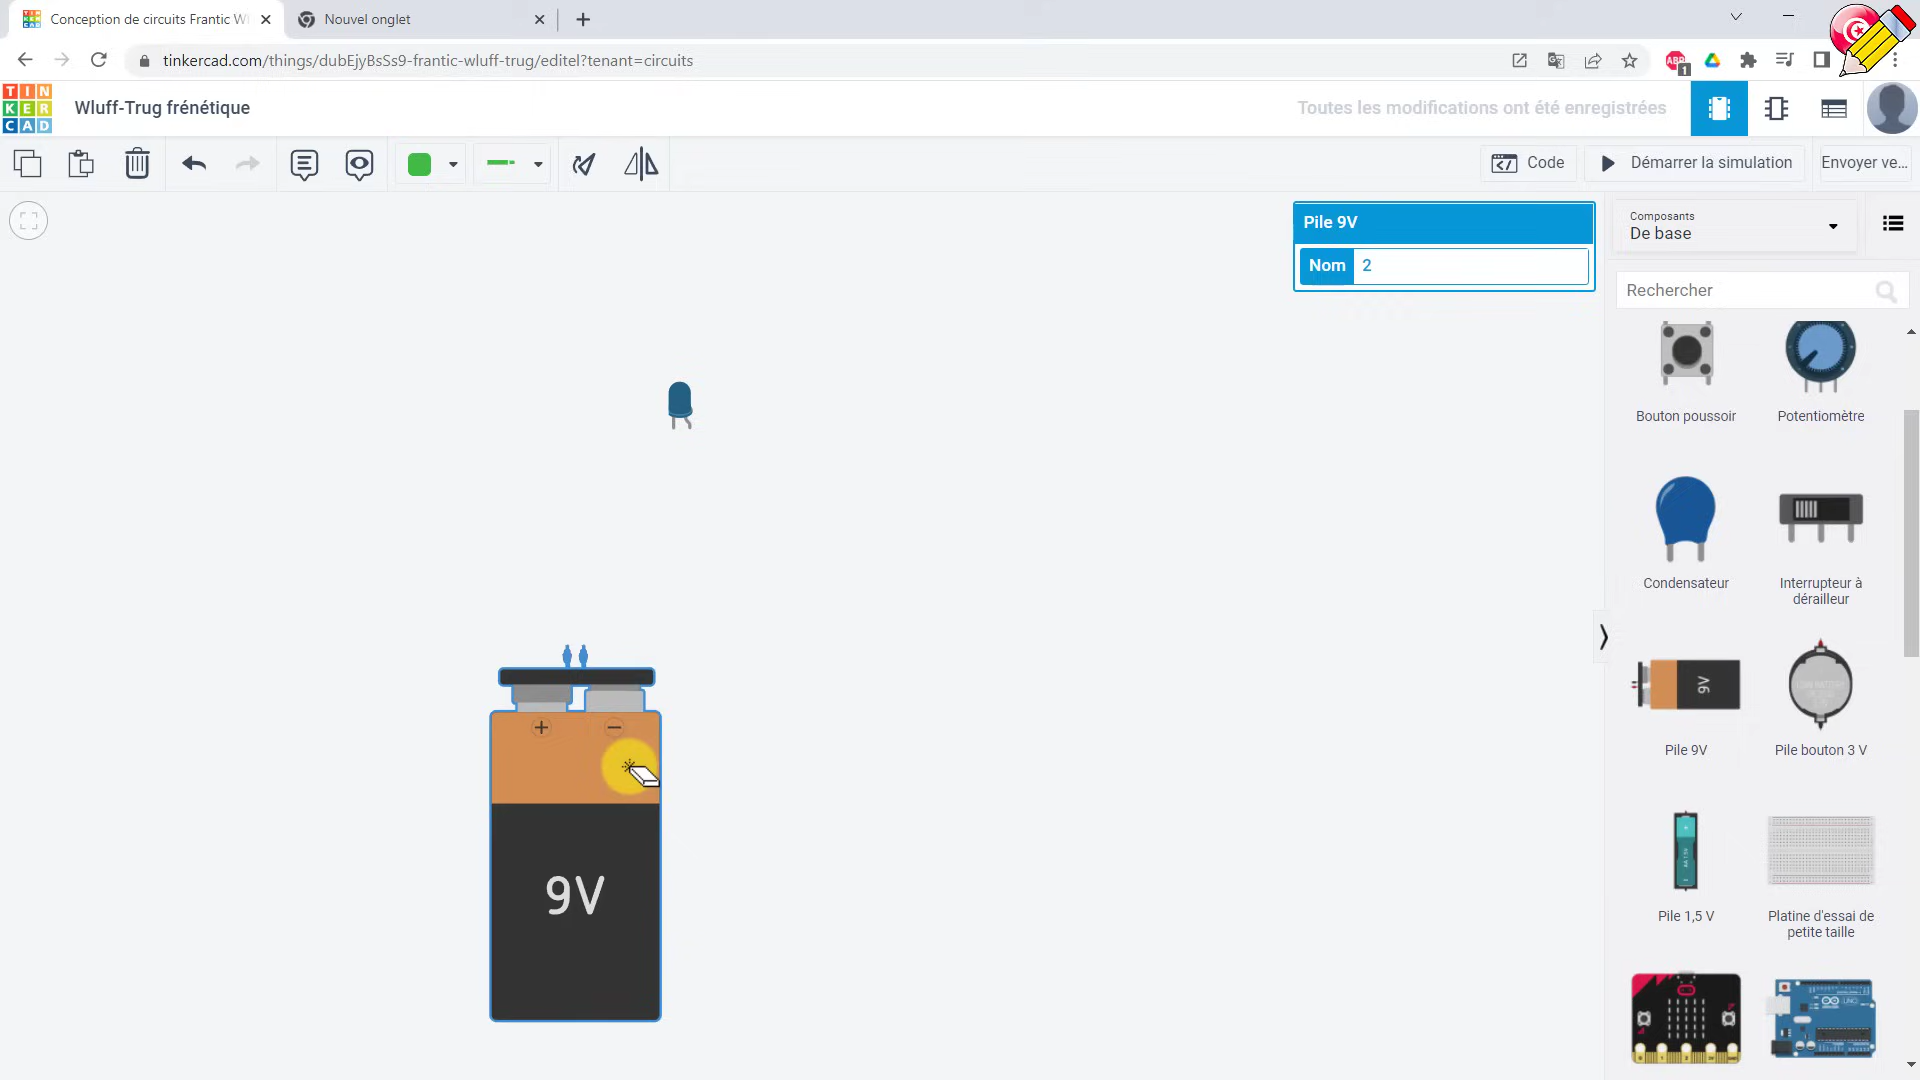 Conception de circuits Frantic Wl
Nouvel onglet
tinkercad.com/things/dubEjyBsSs9-frantic-wluff-trug/editel?tenant=circuits
ABP
1
TIN
KER
CAD
Wluff-Trug frénétique
Toutes les modifications ont été enregistrées
Code
Démarrer la simulation
Envoyer ve...
Pile 9V
Nom 2
Composants
De base
Rechercher
Bouton poussoir
Potentiomètre
Condensateur
Interrupteur à
dérailleur
9V
Pile 9V
Pile bouton 3 V
Pile 1,5 V
Platine d'essai de
petite taille
+ −
9V